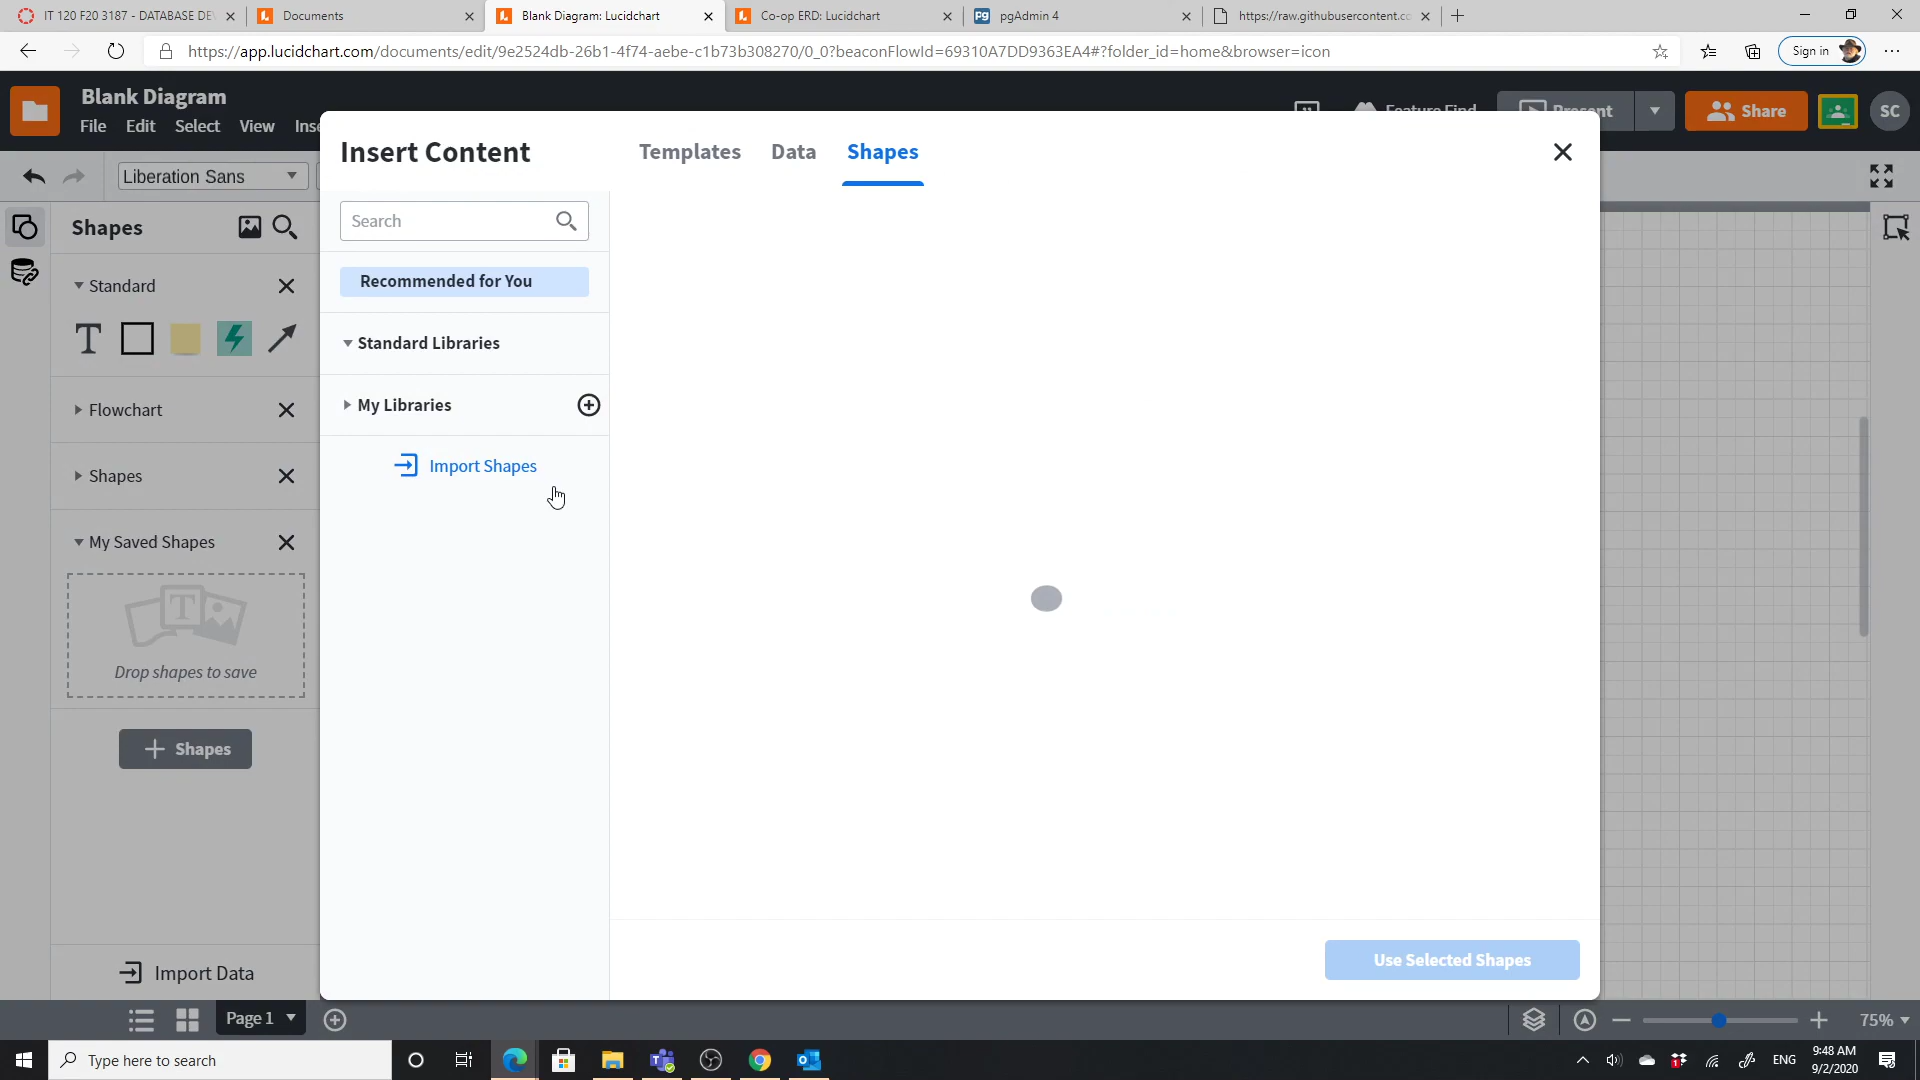 IT 120 F20 3187 - DATABASE DE
Documents
Blank Diagram: Lucidchart
Co-op ERD: Lucidchart
pgAdmin 4
https://raw.githubusercontent.cc
https://app.lucidchart.com/documents/edit/9e2524db-26b1-4f74-aebe-c1b73b308270/0_0?beaconFlowId=69310A7DD9363EA4#?folder_id=home&browser=icon
Sign in
Blank Diagram
File Edit Select View Inse
Feature Find
Present
Share
SC
Insert Content
Templates Data Shapes
Liberation Sans
Shapes
Search
Standard
Recommended for You
T
Standard Libraries
Flowchart
My Libraries
Import Shapes
Shapes
My Saved Shapes
T
Drop shapes to save
+ Shapes
Use Selected Shapes
Import Data
Page 1
75%
Type here to search
ENG
9:48 AM
9/2/2020